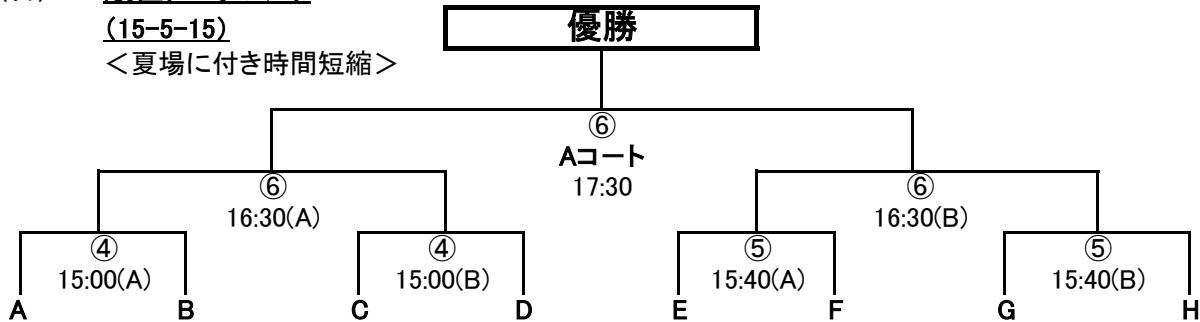 (15-5-15)
＜夏場に付き時間短縮＞
優勝
⑥
Aコート
17:30
⑥ ⑥
16:30(A) 16:30(B)
④ ④ ⑤ ⑤
15:00(A) 15:00(B) 15:40(A) 15:40(B)
A B C D E F G H